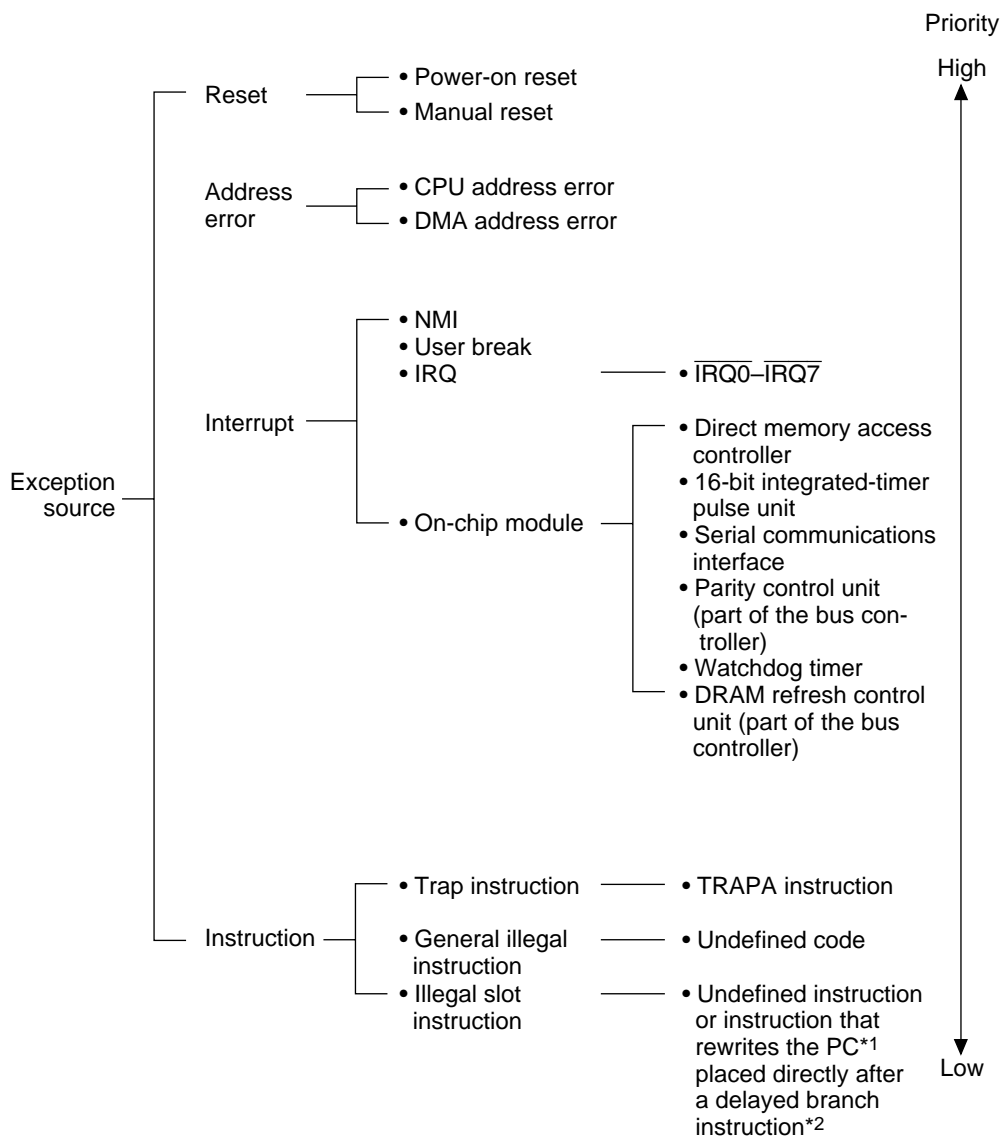 Priority
High
Reset
• Power-on reset
• Manual reset
Address
error
• CPU address error
• DMA address error
Interrupt
• NMI
• User break
• IRQ
• IRQ0–IRQ7
• On-chip module
• Direct memory access
controller
• 16-bit integrated-timer
pulse unit
• Serial communications
interface
• Parity control unit
(part of the bus con-
troller)
• Watchdog timer
• DRAM refresh control
unit (part of the bus
controller)
Exception
source
Instruction
• Trap instruction
• TRAPA instruction
• General illegal
instruction
• Undefined code
• Illegal slot
instruction
• Undefined instruction
or instruction that
rewrites the PC*1
placed directly after
a delayed branch
instruction*2
Low